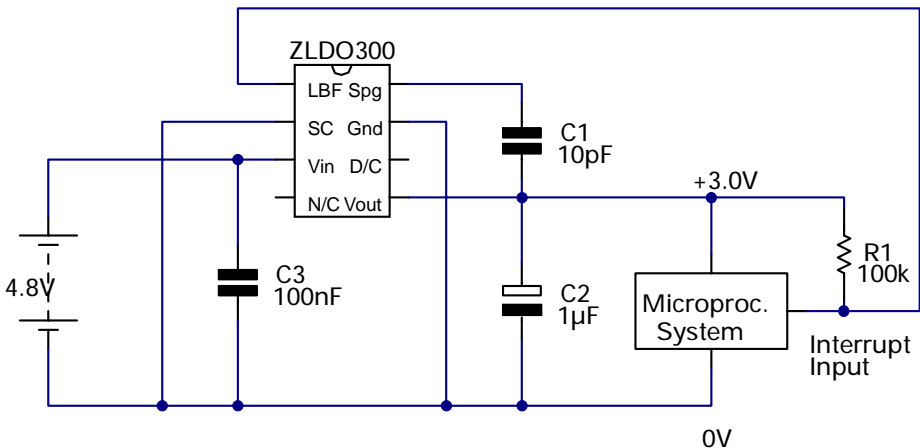 ZLDO300
LBF Spg
SC Gnd
Vin D/C
N/C Vout
C1
10pF
+3.0V
R1
100k
4.8V
C3
100nF
C2
1µF
Microproc.
System
Interrupt
Input
0V